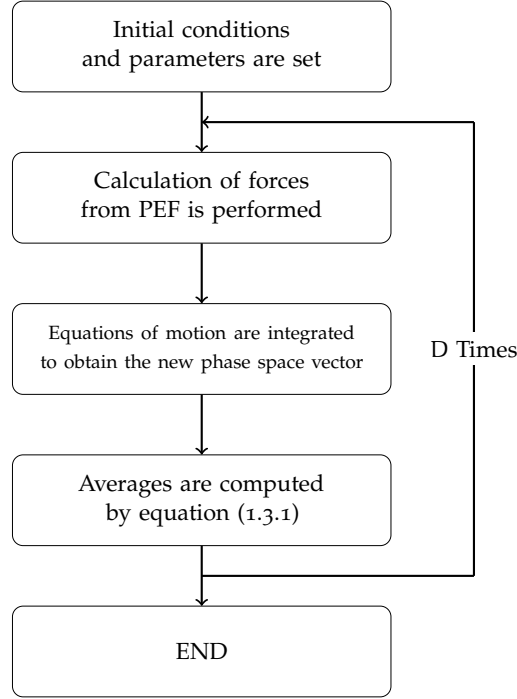 Initial conditions
and parameters are set
Calculation of forces
from PEF is performed
Equations of motion are integrated
to obtain the new phase space vector
D Times
Averages are computed
by equation (1.3.1)
END